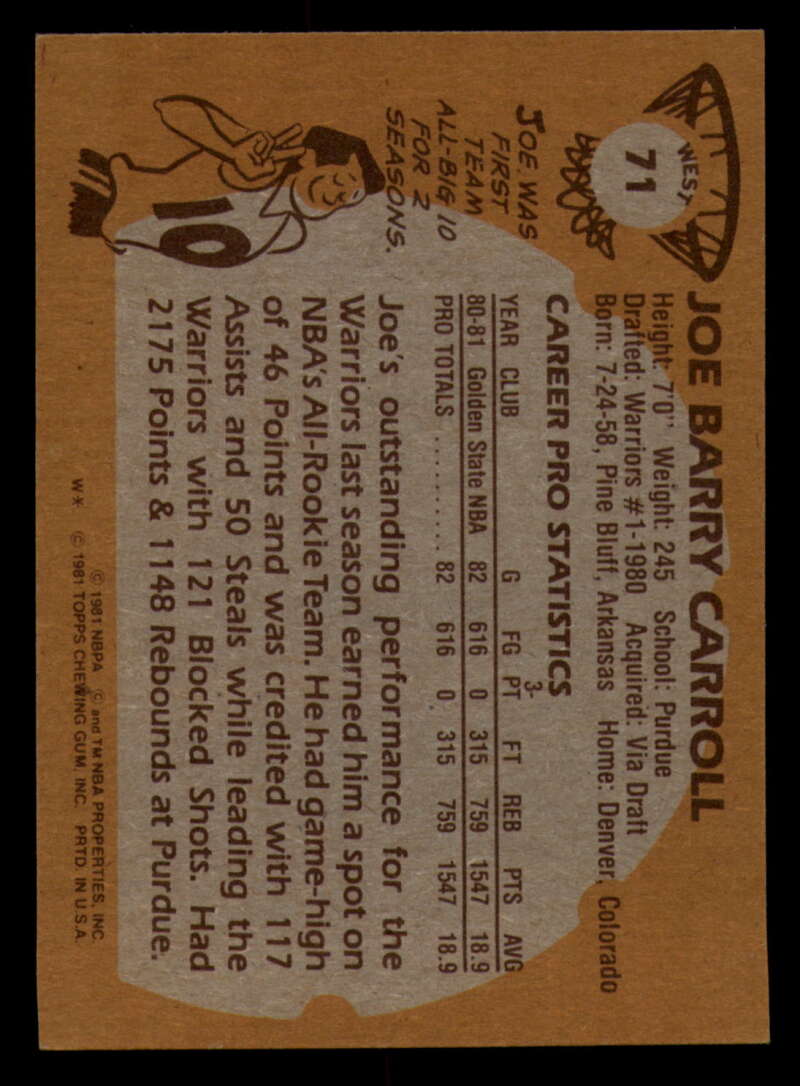 WEST
71
JOE BARRY CARROLL
Height: 7'0" Weight: 245 School: Purdue
Drafted: Warriors #1-1980 Acquired: Via Draft
Born: 7-24-58, Pine Bluff, Arkansas Home: Denver, Colorado
CAREER PRO STATISTICS
3-
YEAR CLUB G FG PT FT REB PTS AVG
80-81 Golden State NBA 82 616 0 315 759 1547 18.9
PRO TOTALS .......... 82 616 0 315 759 1547 18.9
JOE WAS
FIRST
TEAM
ALL-BIG 10
FOR 2
SEASONS.
10
Joe's outstanding performance for the
Warriors last season earned him a spot on
NBA's All-Rookie Team. He had game-high
of 46 Points and was credited with 117
Assists and 50 Steals while leading the
Warriors with 121 Blocked Shots. Had
2175 Points & 1148 Rebounds at Purdue.
© 1981 NBPA © and TM NBA PROPERTIES, INC.
W* © 1981 TOPPS CHEWING GUM, INC. PRTD. IN U.S.A.